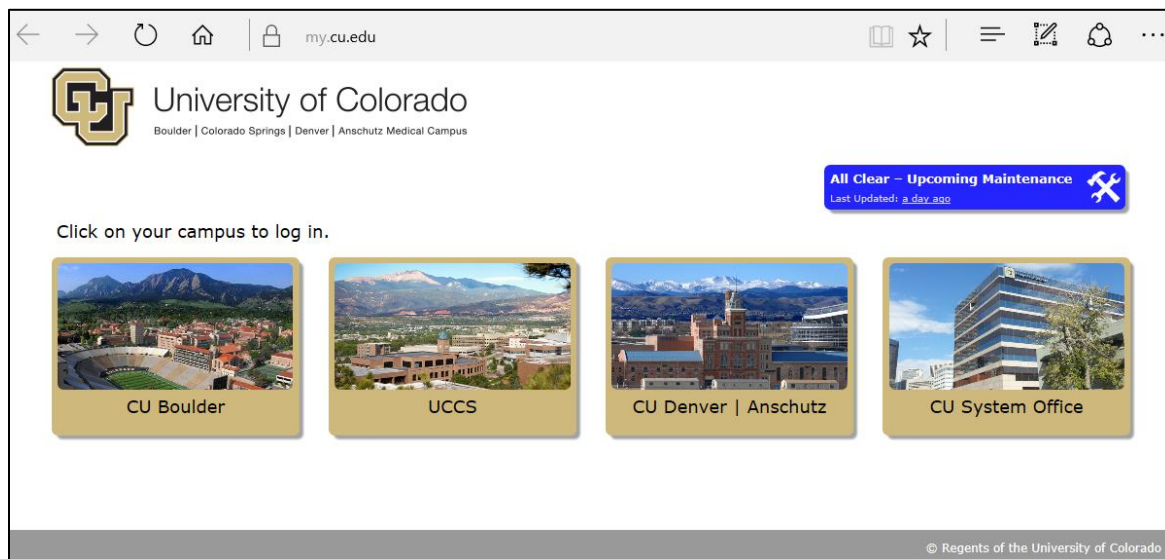 my.cu.edu
CU
University of Colorado
Boulder | Colorado Springs | Denver | Anschutz Medical Campus
All Clear – Upcoming Maintenance
Last Updated: a day ago
Click on your campus to log in.
CU Boulder
UCCS
CU Denver | Anschutz
CU System Office
© Regents of the University of Colorado